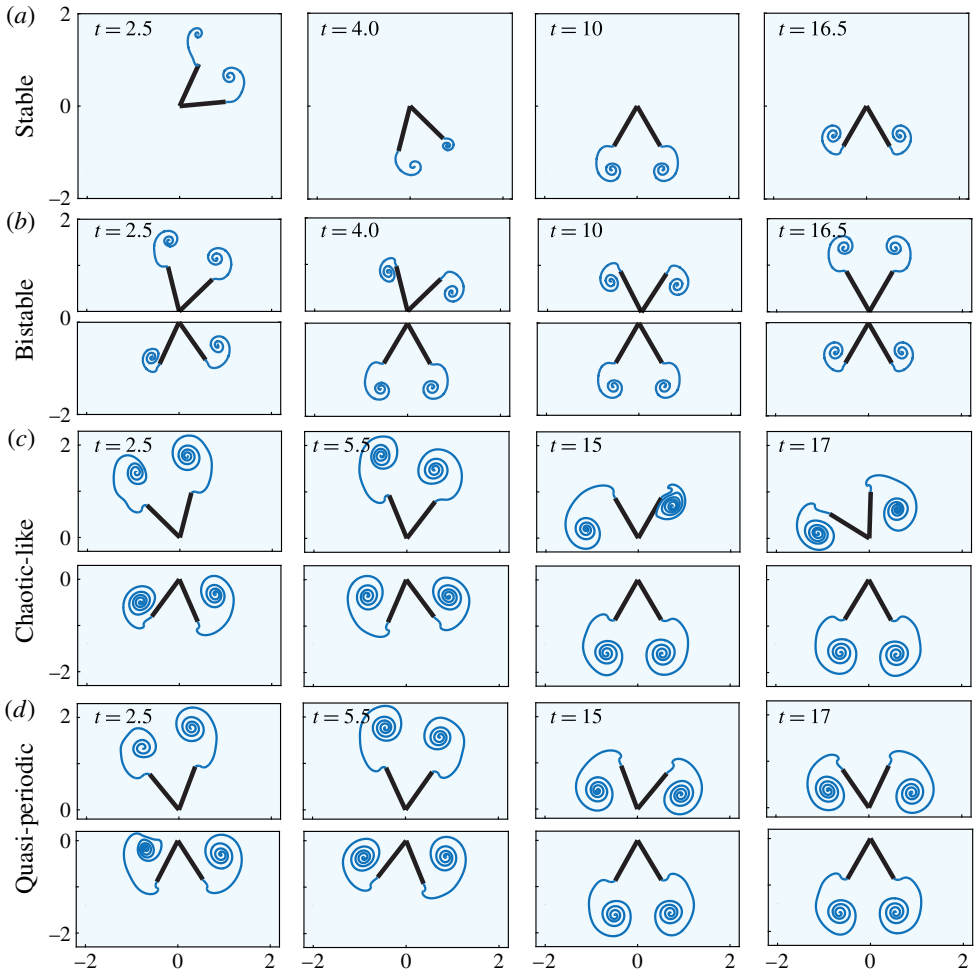 (a)
Stable
2
0
−2
t = 2.5
t = 4.0
t = 10
t = 16.5
(b)
Bistable
2
0
−2
t = 2.5
t = 4.0
t = 10
t = 16.5
(c)
Chaotic-like
2
0
0
−2
t = 2.5
t = 5.5
t = 15
t = 17
(d)
Quasi-periodic
2
0
0
−2
t = 2.5
t = 5.5
t = 15
t = 17
−2 0 2 −2 0 2 −2 0 2 −2 0 2